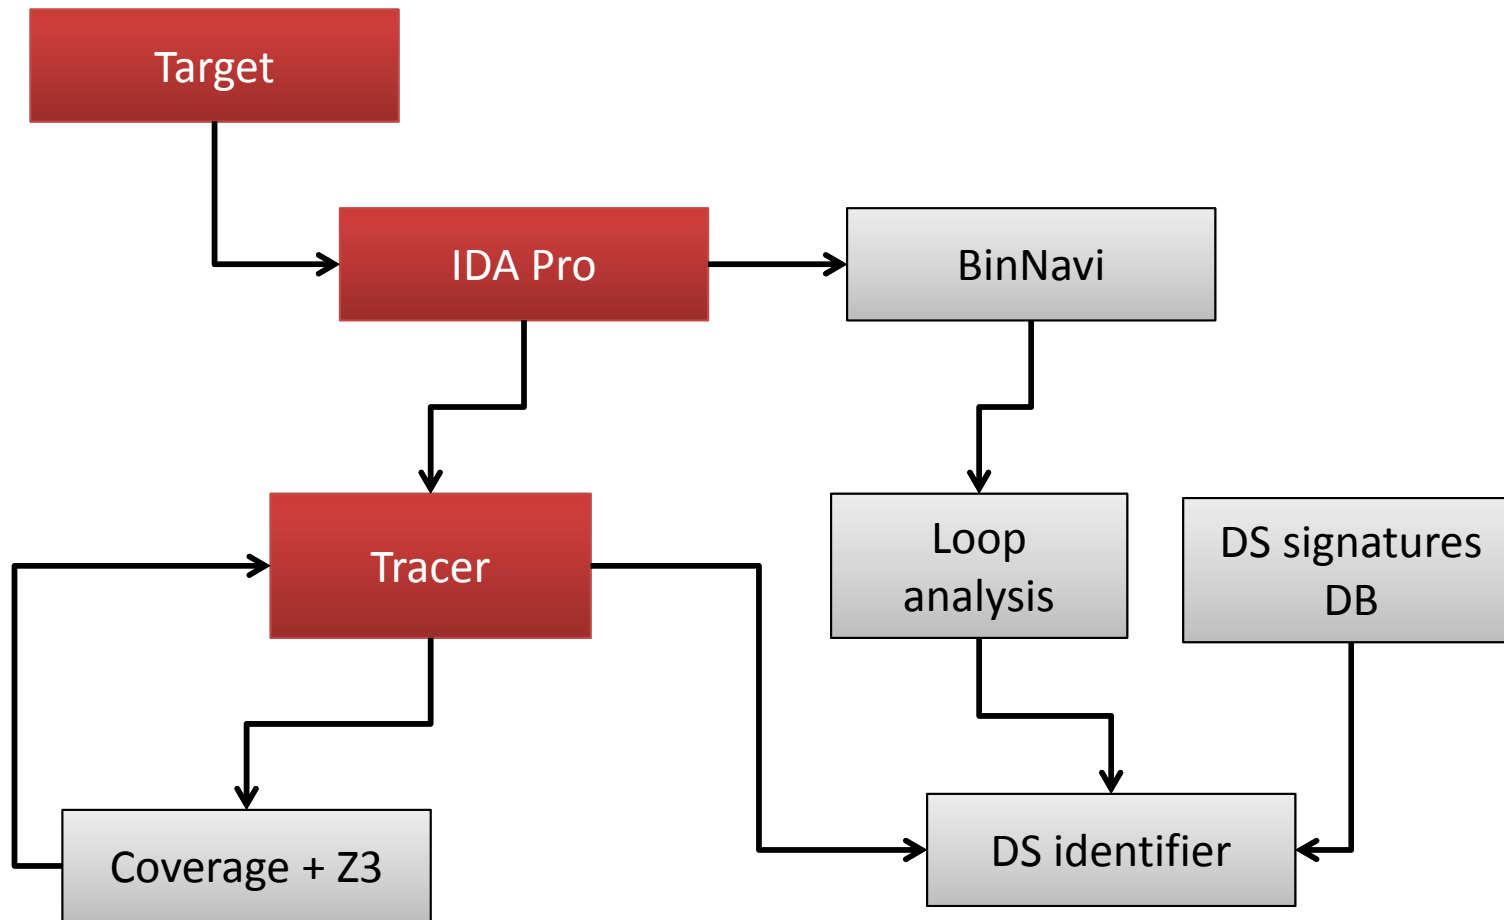 Target
IDA Pro
BinNavi
Tracer
Loop
analysis
DS signatures
DB
Coverage + Z3
DS identifier